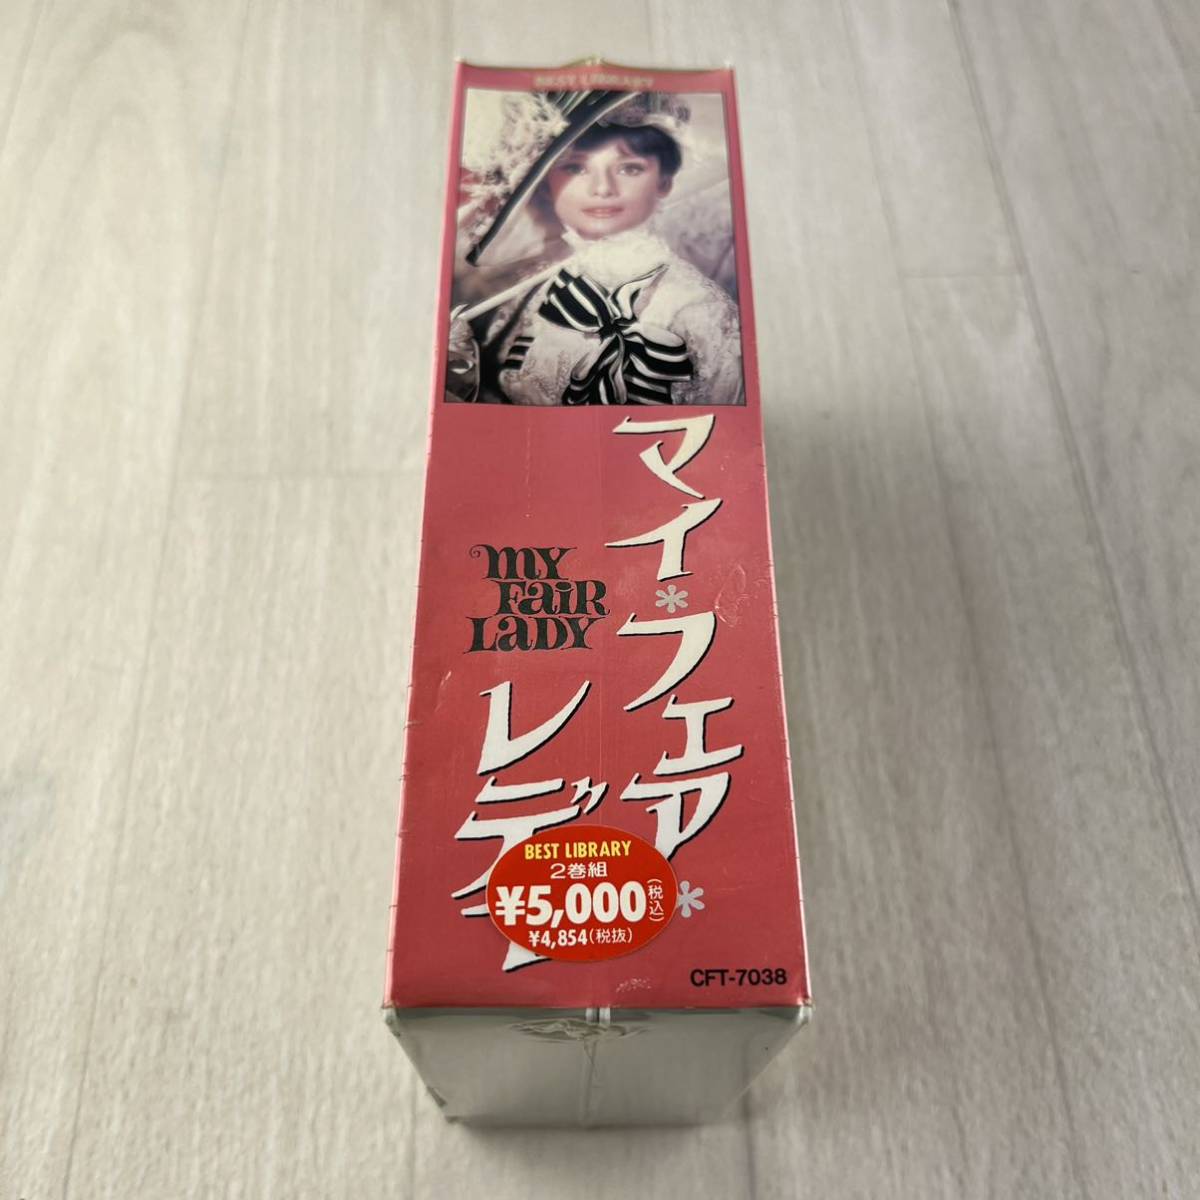 BEST LIBRARY
マイ*フェア*
レディ
MY
FAIR
LADY
BEST LIBRARY
2巻組
¥5,000(税込)
¥4,854(税抜)
CFT-7038